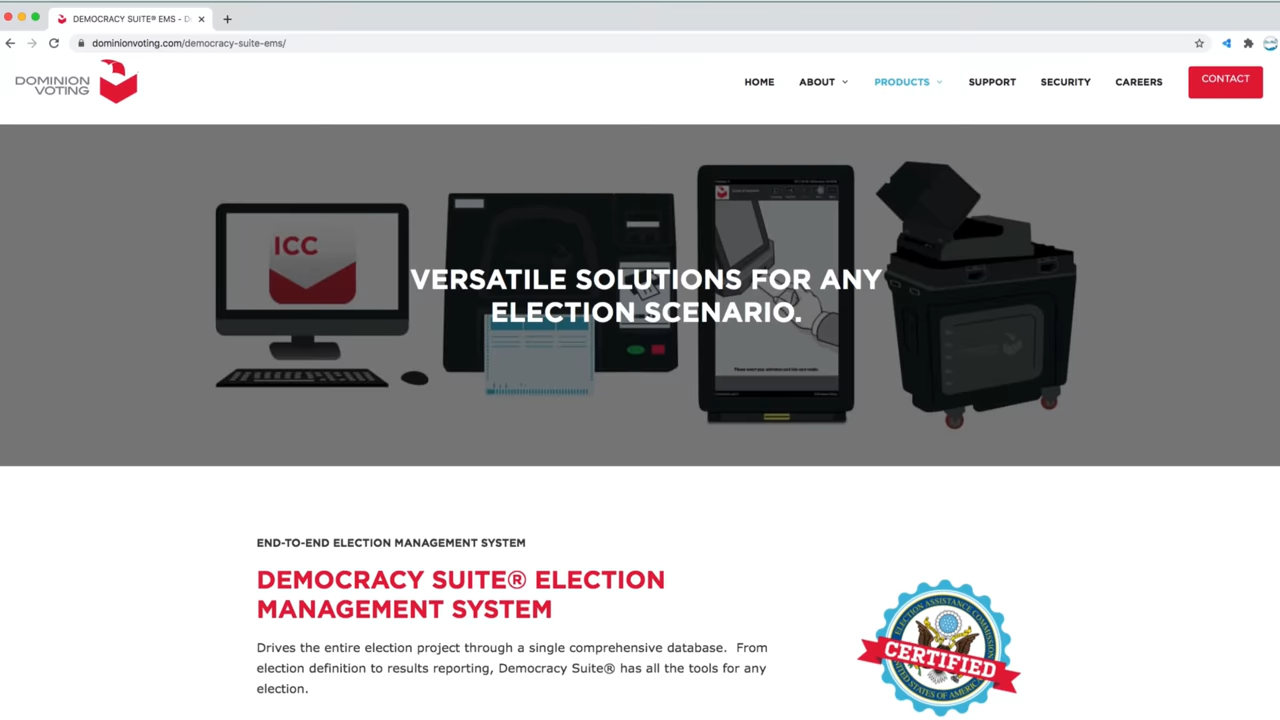 DEMOCRACY SUITE® EMS - D
dominionvoting.com/democracy-suite-ems/
DOMINION
VOTING
HOME
ABOUT
PRODUCTS
SUPPORT
SECURITY
CAREERS
CONTACT
ICC
VERSATILE SOLUTIONS FOR ANY
ELECTION SCENARIO.
END-TO-END ELECTION MANAGEMENT SYSTEM
DEMOCRACY SUITE® ELECTION
MANAGEMENT SYSTEM
Drives the entire election project through a single comprehensive database. From
election definition to results reporting, Democracy Suite® has all the tools for any
election.
ELECTION ASSISTANCE COMMISSION
CERTIFIED
UNITED STATES OF AMERICA